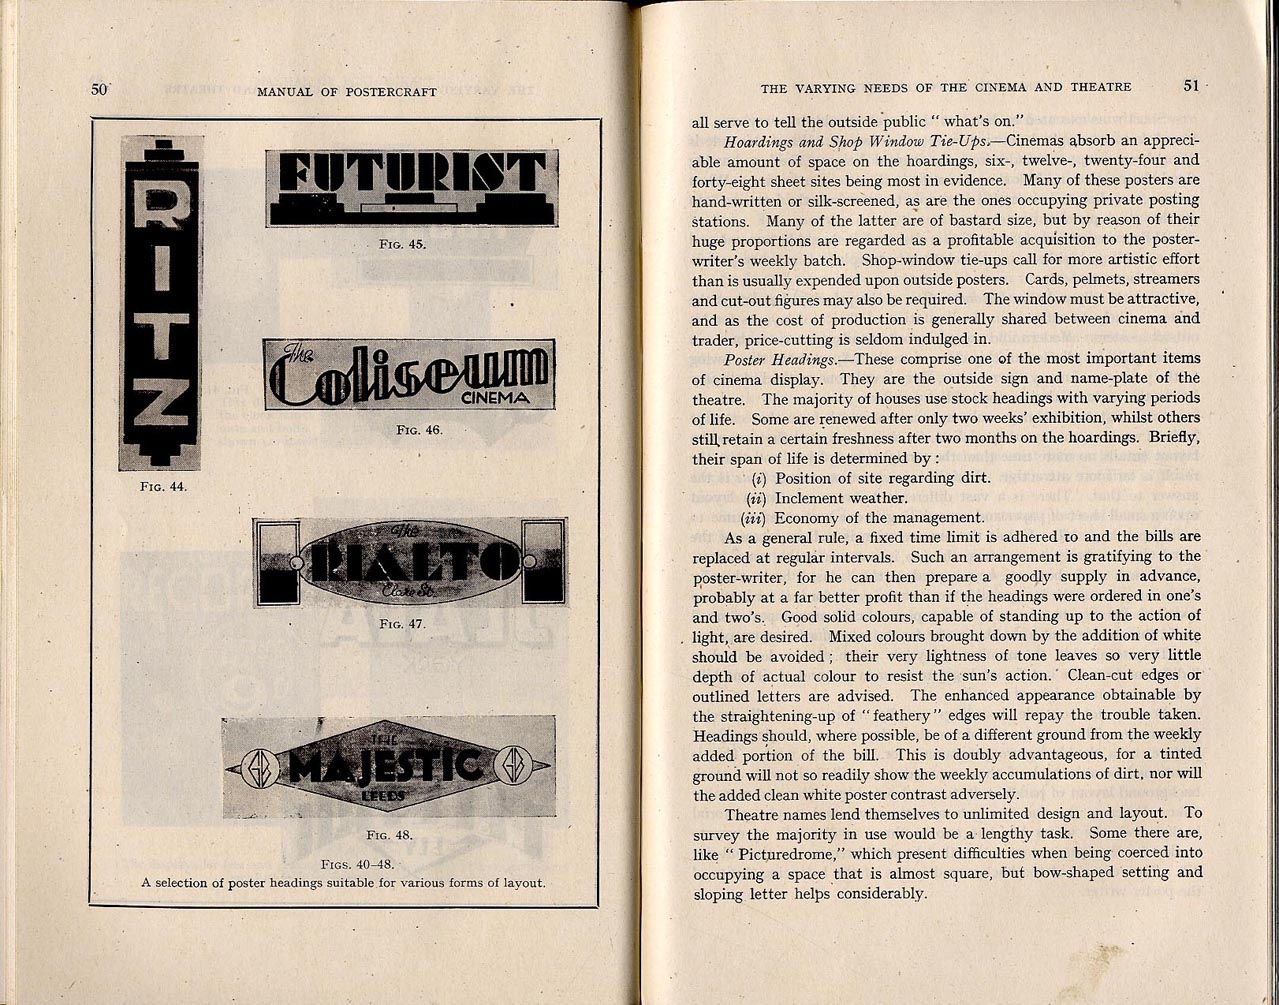 50
MANUAL OF POSTERCRAFT
RITZ
FIG. 44.
FUTURIST
FIG. 45.
The
Coliseum
CINEMA
FIG. 46.
The
RIALTO
Clare St.
FIG. 47.
THE
MAJESTIC
LEEDS
FIG. 48.
FIGS. 40–48.
A selection of poster headings suitable for various forms of layout.
THE VARYING NEEDS OF THE CINEMA AND THEATRE 51
all serve to tell the outside public “ what's on.”
Hoardings and Shop Window Tie-Ups.—Cinemas absorb an appreci-
able amount of space on the hoardings, six-, twelve-, twenty-four and
forty-eight sheet sites being most in evidence. Many of these posters are
hand-written or silk-screened, as are the ones occupying private posting
stations. Many of the latter are of bastard size, but by reason of their
huge proportions are regarded as a profitable acquisition to the poster-
writer's weekly batch. Shop-window tie-ups call for more artistic effort
than is usually expended upon outside posters. Cards, pelmets, streamers
and cut-out figures may also be required. The window must be attractive,
and as the cost of production is generally shared between cinema and
trader, price-cutting is seldom indulged in.
Poster Headings.—These comprise one of the most important items
of cinema display. They are the outside sign and name-plate of the
theatre. The majority of houses use stock headings with varying periods
of life. Some are renewed after only two weeks' exhibition, whilst others
still retain a certain freshness after two months on the hoardings. Briefly,
their span of life is determined by :
(i) Position of site regarding dirt.
(ii) Inclement weather.
(iii) Economy of the management.
As a general rule, a fixed time limit is adhered to and the bills are
replaced at regular intervals. Such an arrangement is gratifying to the
poster-writer, for he can then prepare a goodly supply in advance,
probably at a far better profit than if the headings were ordered in one's
and two's. Good solid colours, capable of standing up to the action of
light, are desired. Mixed colours brought down by the addition of white
should be avoided ; their very lightness of tone leaves so very little
depth of actual colour to resist the sun's action. Clean-cut edges or
outlined letters are advised. The enhanced appearance obtainable by
the straightening-up of “ feathery ” edges will repay the trouble taken.
Headings should, where possible, be of a different ground from the weekly
added portion of the bill. This is doubly advantageous, for a tinted
ground will not so readily show the weekly accumulations of dirt, nor will
the added clean white poster contrast adversely.
Theatre names lend themselves to unlimited design and layout. To
survey the majority in use would be a lengthy task. Some there are,
like “ Picturedrome,” which present difficulties when being coerced into
occupying a space that is almost square, but bow-shaped setting and
sloping letter helps considerably.